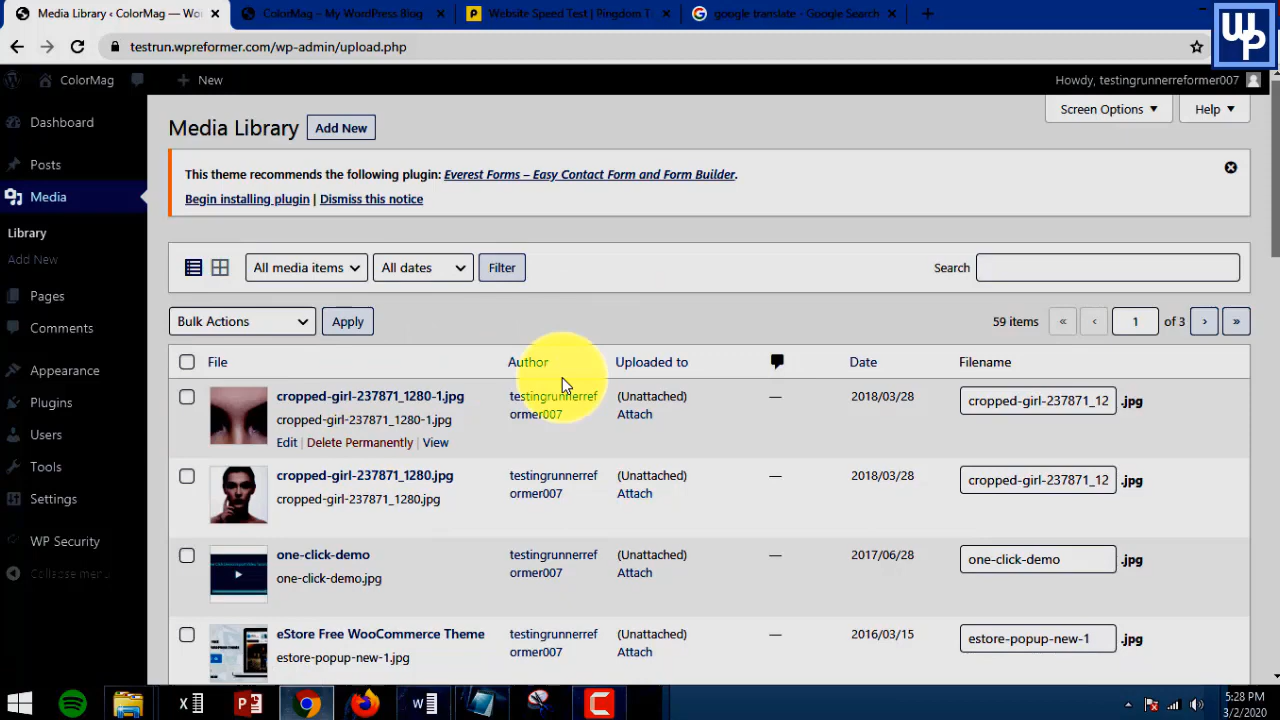 Media Library ‹ ColorMag — Wo
ColorMag – My WordPress Blog
Website Speed Test | Pingdom T
google translate - Google Search
WP
testrun.wpreformer.com/wp-admin/upload.php
ColorMag
New
Howdy, testingrunnerreformer007
Dashboard
Posts
Media
Library
Add New
Pages
Comments
Appearance
Plugins
Users
Tools
Settings
WP Security
Collapse menu
Screen Options
Help
Media Library
Add New
This theme recommends the following plugin: Everest Forms – Easy Contact Form and Form Builder.
Begin installing plugin | Dismiss this notice
All media items
All dates
Filter
Search
Bulk Actions
Apply
59 items « ‹ 1 of 3 › »
File Author Uploaded to Date Filename
cropped-girl-237871_1280-1.jpg
cropped-girl-237871_1280-1.jpg
Edit | Delete Permanently | View
testingrunnerref
ormer007
(Unattached)
Attach
—
2018/03/28
cropped-girl-237871_12 .jpg
cropped-girl-237871_1280.jpg
cropped-girl-237871_1280.jpg
testingrunnerref
ormer007
(Unattached)
Attach
—
2018/03/28
cropped-girl-237871_12 .jpg
one-click-demo
one-click-demo.jpg
testingrunnerref
ormer007
(Unattached)
Attach
—
2017/06/28
one-click-demo .jpg
eStore Free WooCommerce Theme
estore-popup-new-1.jpg
testingrunnerref
ormer007
(Unattached)
Attach
—
2016/03/15
estore-popup-new-1 .jpg
5:28 PM
3/2/2020